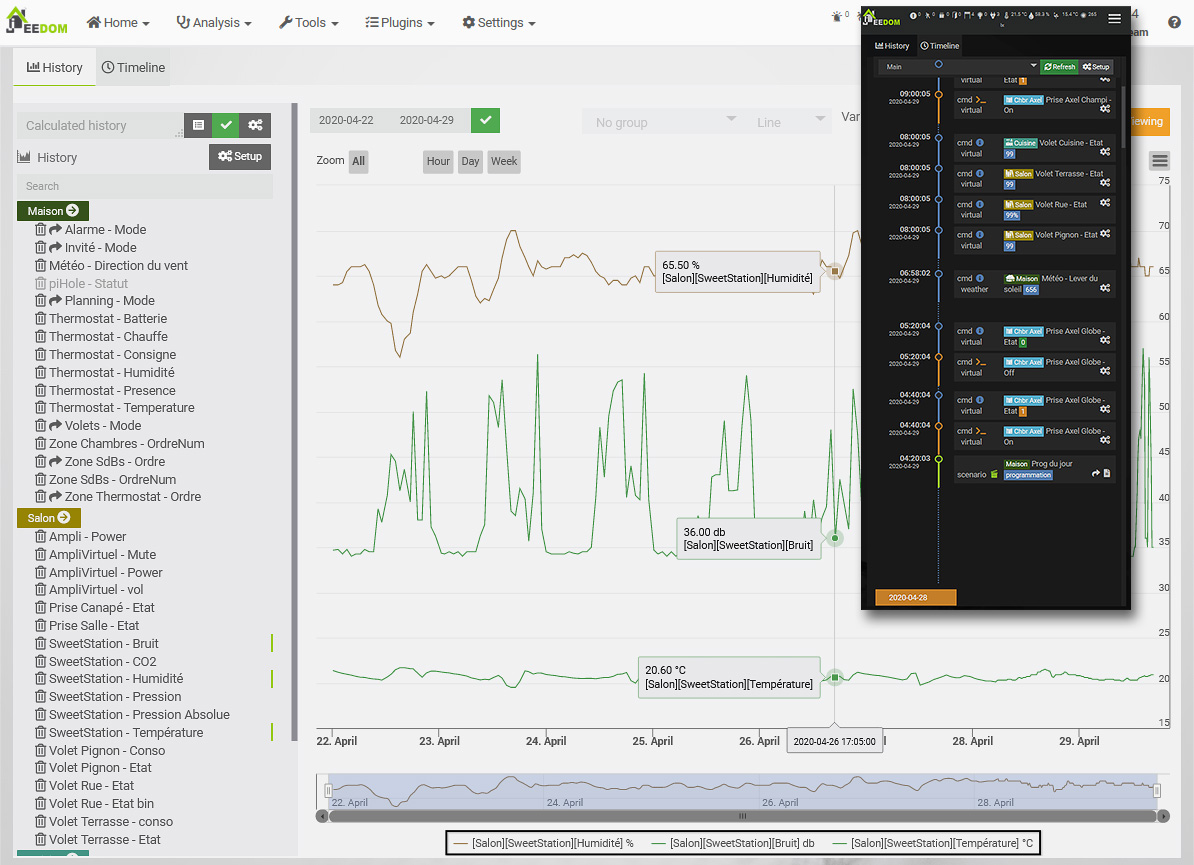 JEEDOM
Home
Analysis
Tools
Plugins
Settings
0
4
eam
History
Timeline
Calculated history
History
Setup
Search
Maison
Alarme - Mode
Invité - Mode
Météo - Direction du vent
piHole - Statut
Planning - Mode
Thermostat - Batterie
Thermostat - Chauffe
Thermostat - Consigne
Thermostat - Humidité
Thermostat - Presence
Thermostat - Temperature
Volets - Mode
Zone Chambres - OrdreNum
Zone SdBs - Ordre
Zone SdBs - OrdreNum
Zone Thermostat - Ordre
Salon
Ampli - Power
AmpliVirtuel - Mute
AmpliVirtuel - Power
AmpliVirtuel - vol
Prise Canapé - Etat
Prise Salle - Etat
SweetStation - Bruit
SweetStation - CO2
SweetStation - Humidité
SweetStation - Pression
SweetStation - Pression Absolue
SweetStation - Température
Volet Pignon - Conso
Volet Pignon - Etat
Volet Rue - Etat
Volet Rue - Etat bin
Volet Terrasse - conso
Volet Terrasse - Etat
2020-04-22 2020-04-29
No group
Line
Var
ewing
Zoom All
Hour Day Week
65.50 %
[Salon][SweetStation][Humidité]
36.00 db
[Salon][SweetStation][Bruit]
20.60 °C
[Salon][SweetStation][Température]
75
70
65
60
55
50
45
40
35
30
25
20
15
22. April 23. April 24. April 25. April 26. April 2020-04-26 17:05:00 28. April 29. April
22. April 24. April 26. April 28. April
[Salon][SweetStation][Humidité] % [Salon][SweetStation][Bruit] db [Salon][SweetStation][Température] °C
JEEDOM
21.5 °C 59.3 % 15.4 °C 265
History Timeline
Main Refresh Setup
virtual Etat 1
09:00:05
2020-04-29
cmd virtual
Chbr Axel Prise Axel Champi -
On
08:00:05
2020-04-29
cmd virtual
Cuisine Volet Cuisine - Etat
99
08:00:05
2020-04-29
cmd virtual
Salon Volet Terrasse - Etat
99
08:00:05
2020-04-29
cmd virtual
Salon Volet Rue - Etat
99%
08:00:05
2020-04-29
cmd virtual
Salon Volet Pignon - Etat
99
06:58:02
2020-04-29
cmd weather
Maison Météo - Lever du
soleil 656
05:20:04
2020-04-29
cmd virtual
Chbr Axel Prise Axel Globe -
Etat 0
05:20:04
2020-04-29
cmd virtual
Chbr Axel Prise Axel Globe -
Off
04:40:04
2020-04-29
cmd virtual
Chbr Axel Prise Axel Globe -
Etat 1
04:40:04
2020-04-29
cmd virtual
Chbr Axel Prise Axel Globe -
On
04:20:03
2020-04-29
scenario
Maison Prog du jour
programmation
2020-04-28